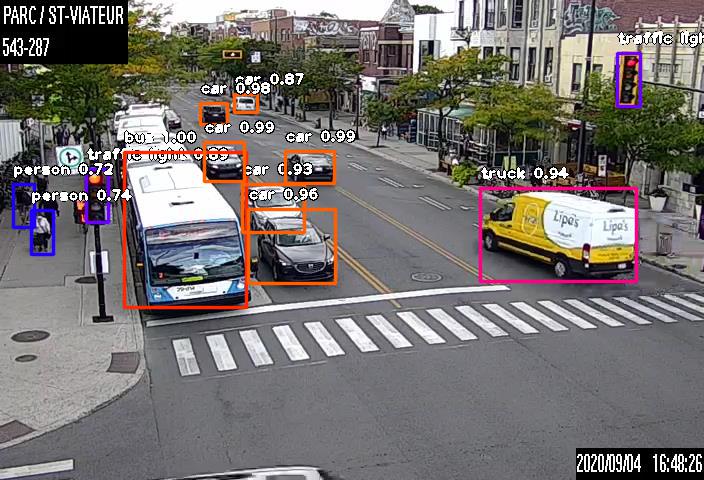 PARC / ST-VIATEUR
543-287
traffic ligh
car 0.87
car 0.98
car 0.99
bus 1.00
car 0.99
traffic light 0.89
person 0.72
car 0.93
truck 0.94
person 0.74
car 0.96
Lipa's
Lipa's
2020/09/04 16:48:26